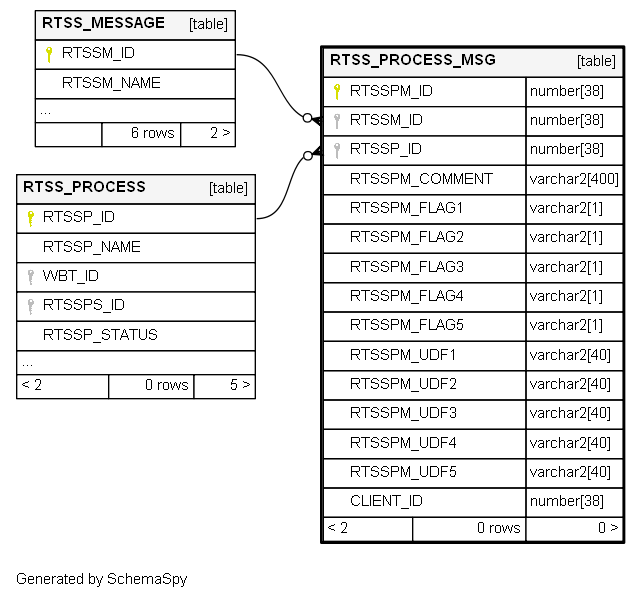 RTSS_MESSAGE [table]
RTSSM_ID
RTSSM_NAME
...
6 rows 2 >
RTSS_PROCESS [table]
RTSSP_ID
RTSSP_NAME
WBT_ID
RTSSPS_ID
RTSSP_STATUS
...
< 2 0 rows 5 >
RTSS_PROCESS_MSG [table]
RTSSPM_ID number[38]
RTSSM_ID number[38]
RTSSP_ID number[38]
RTSSPM_COMMENT varchar2[400]
RTSSPM_FLAG1 varchar2[1]
RTSSPM_FLAG2 varchar2[1]
RTSSPM_FLAG3 varchar2[1]
RTSSPM_FLAG4 varchar2[1]
RTSSPM_FLAG5 varchar2[1]
RTSSPM_UDF1 varchar2[40]
RTSSPM_UDF2 varchar2[40]
RTSSPM_UDF3 varchar2[40]
RTSSPM_UDF4 varchar2[40]
RTSSPM_UDF5 varchar2[40]
CLIENT_ID number[38]
< 2 0 rows 0 >
Generated by SchemaSpy